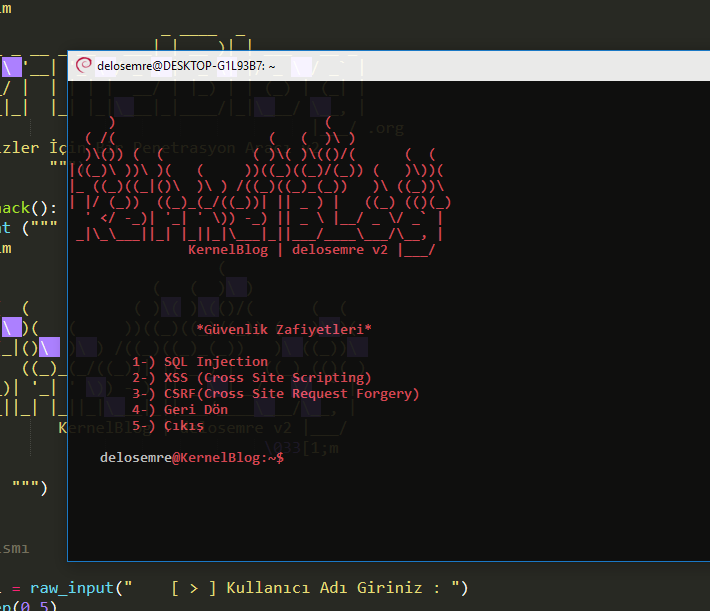 m
delosemre@DESKTOP-G1L93B7: ~
.org
izler İçin Penetrasyon
"""
KernelBlog | delosemre v2
hack():
nt ("""
m
*Güvenlik Zafiyetleri*
1-) SQL Injection
2-) XSS (Cross Site Scripting)
3-) CSRF(Cross Site Request Forgery)
4-) Geri Dön
5-) Çıkış
KernelBlog | delosemre v2
delosemre@KernelBlog:~$
\033[1;m
""")
ismı
= raw_input("    [ > ] Kullanıcı Adı Giriniz : ")
ep(0.5)